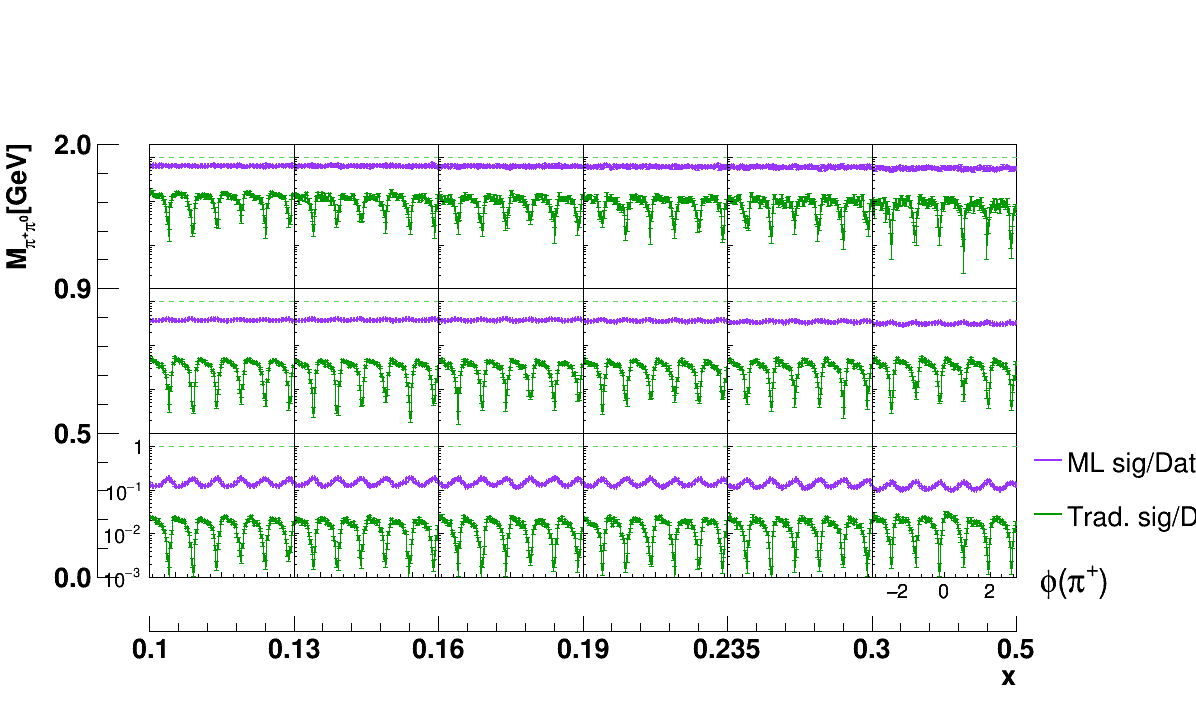 M_{π⁺π⁰} [GeV]
2.0
0.9
0.5
0.0
1
10⁻¹
10⁻²
10⁻³
−2 0 2
ML sig/Dat
Trad. sig/D
ϕ(π⁺)
0.1 0.13 0.16 0.19 0.235 0.3 0.5
x